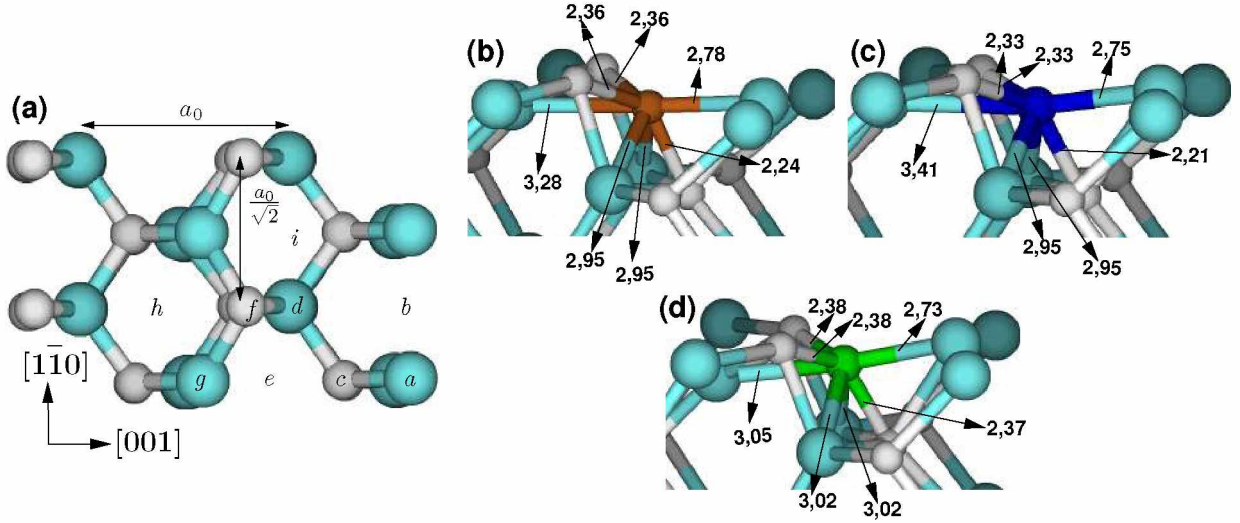 (a)
a₀
a₀
√2
i
h
f
d
b
g
e
c
a
[11̄0]
[001]
(b)
2,36
2,36
2,78
3,28
2,24
2,95
2,95
(c)
2,33
2,33
2,75
3,41
2,21
2,95
2,95
(d)
2,38
2,38
2,73
3,05
2,37
3,02
3,02